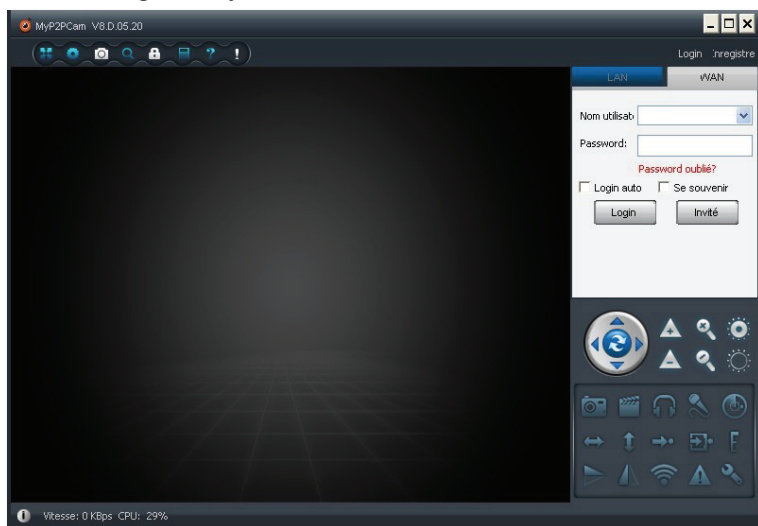 MyP2PCam V8.D.05.20
Login :nregistre
LAN WAN
Nom utilisat
Password:
Password oublié?
Login auto Se souvenir
Login Invité
Vitesse: 0 KBps CPU: 29%